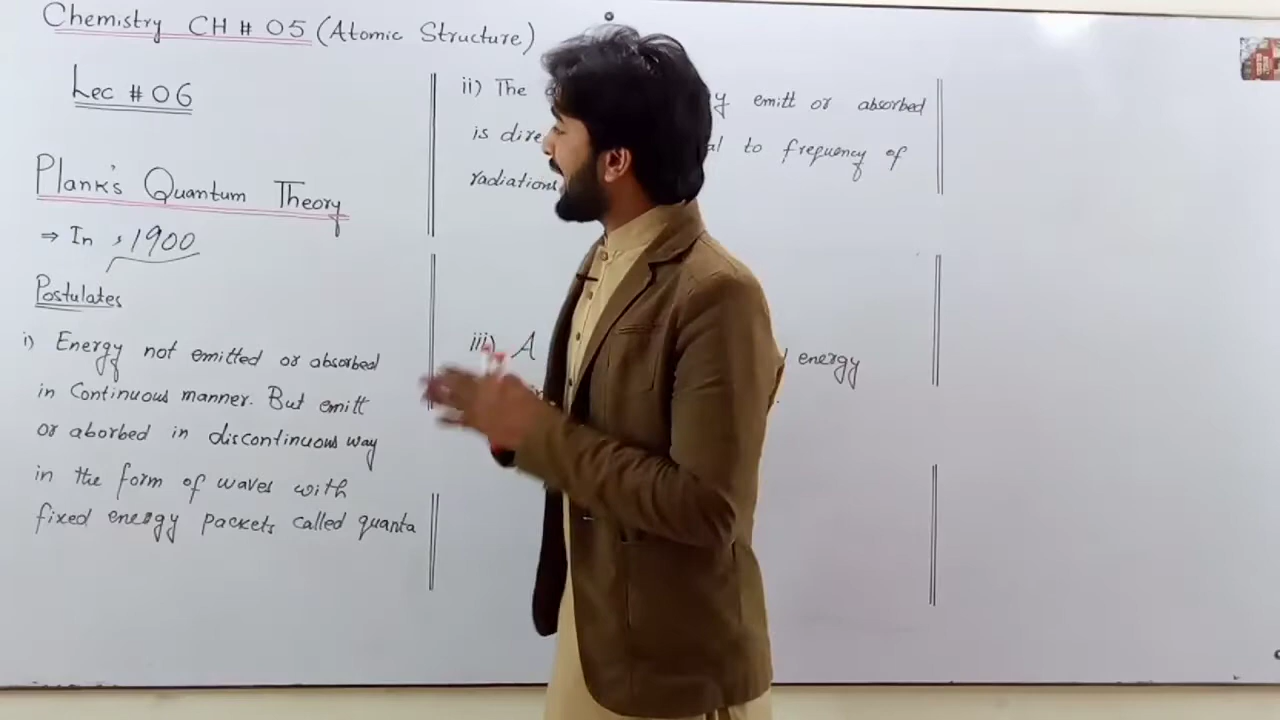 Chemistry CH # 05 (Atomic Structure)
Lec # 06
Plank's Quantum Theory
⇒ In , 1900
Postulates
i) Energy not emitted or absorbed
in Continuous manner. But emitt
or aborbed in discontinuous way
in the form of waves with
fixed energy packets called quanta
ii) The emitt or absorbed
is to frequency of
radiations
iii) A energy